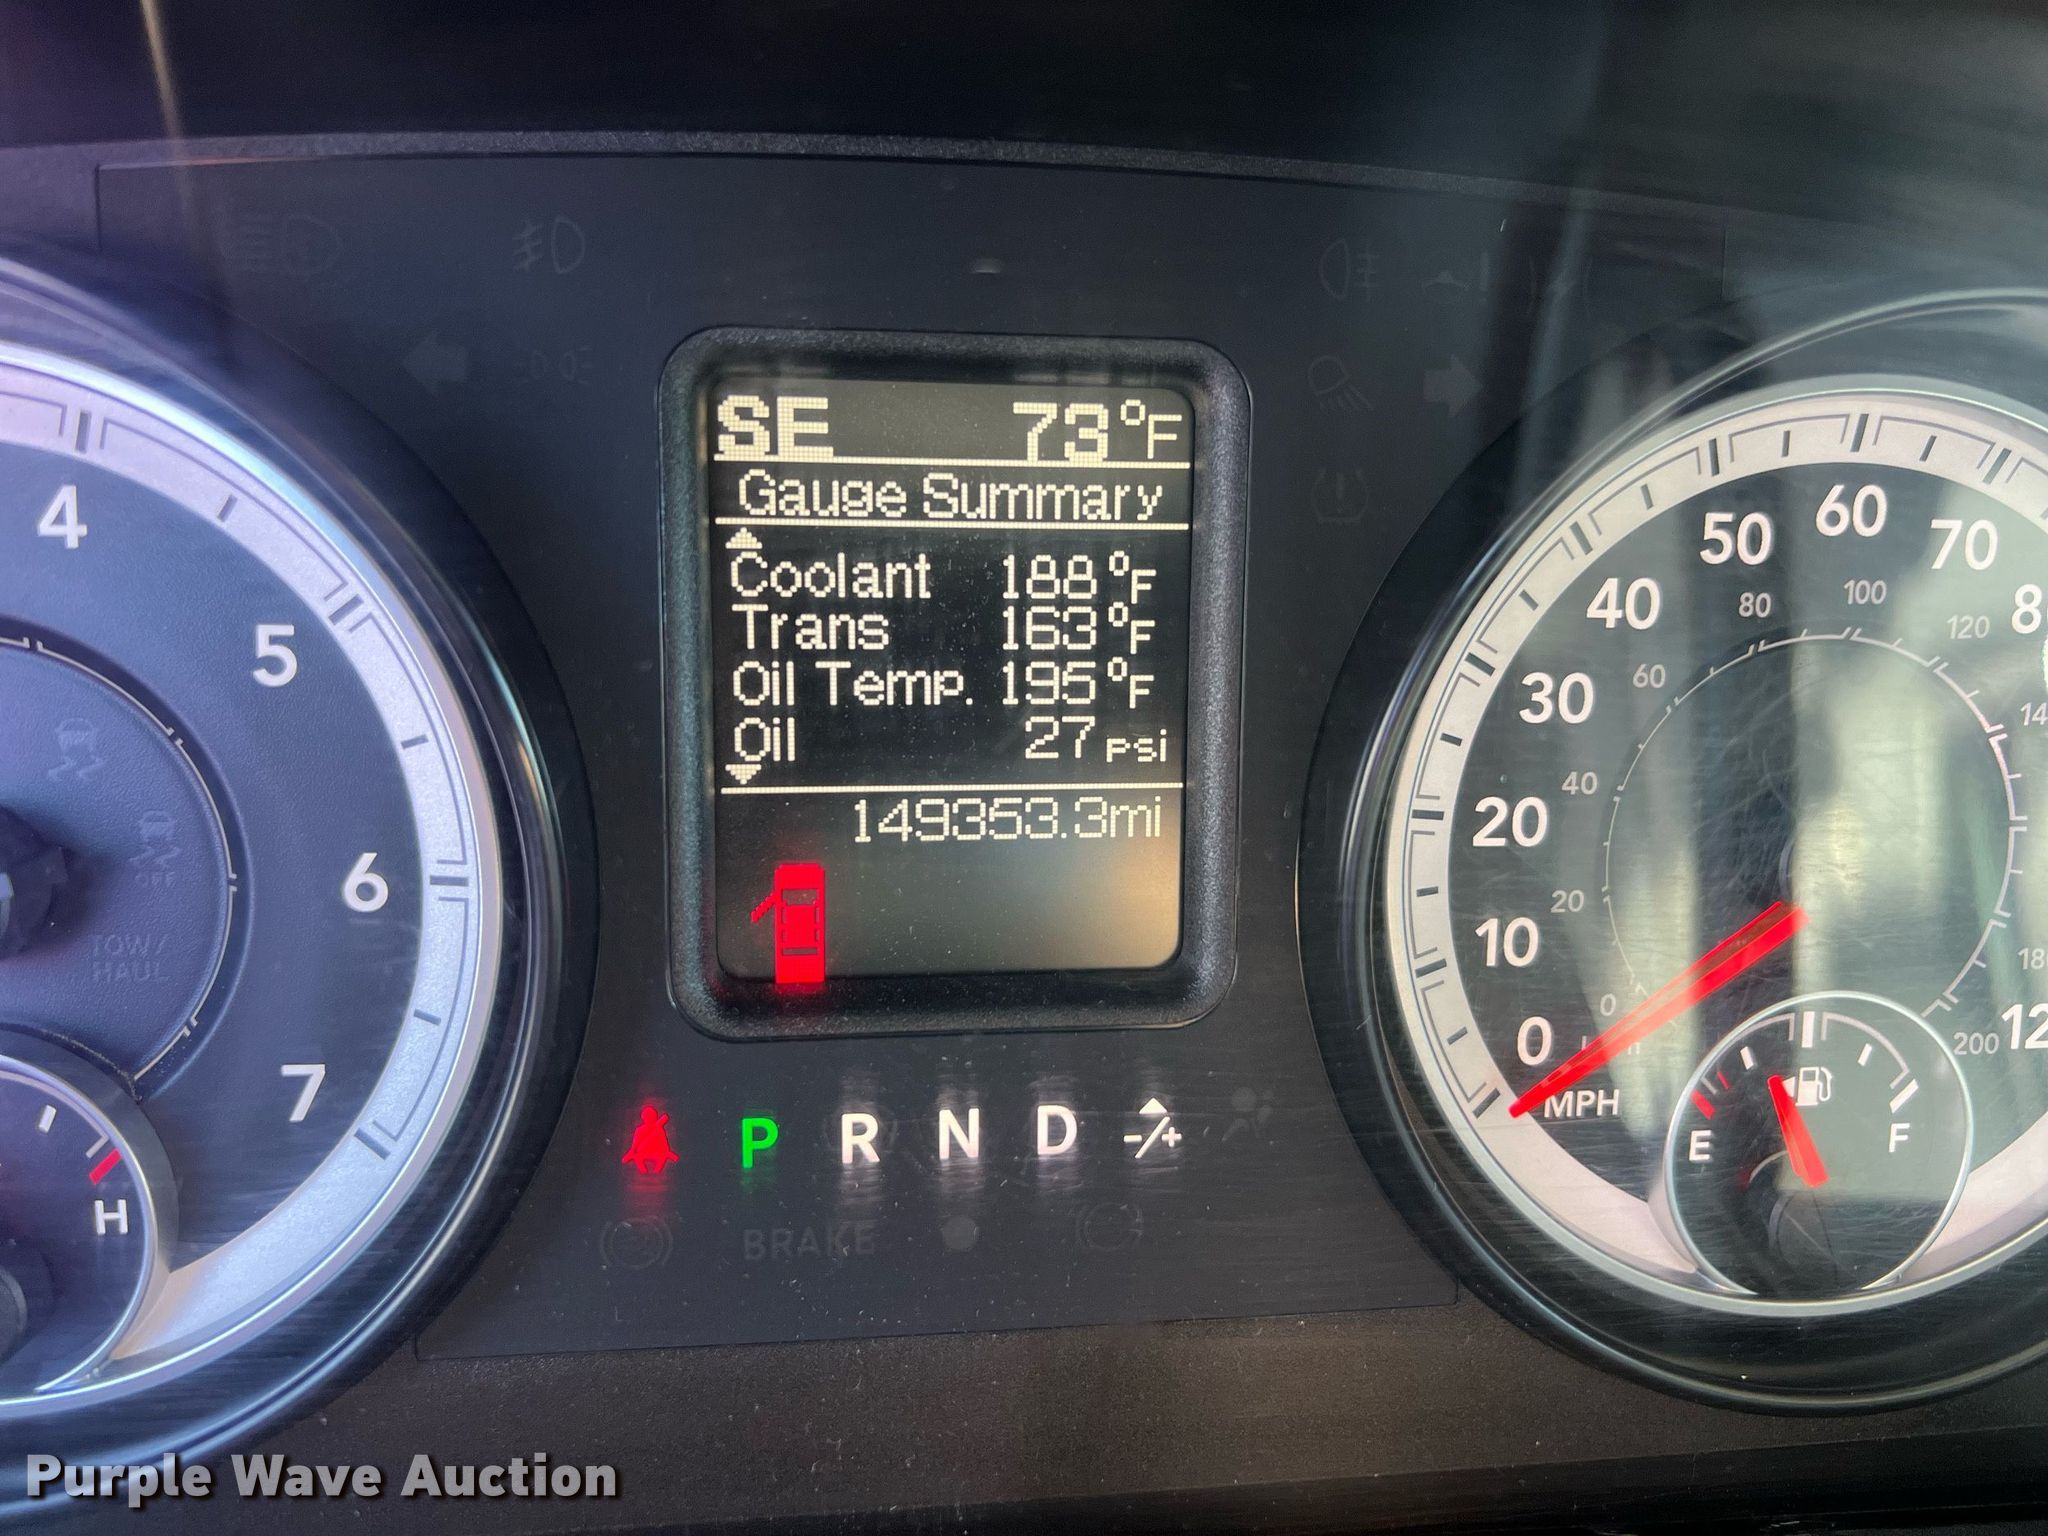 SE 73°F
Gauge Summary
Coolant 188°F
Trans 163°F
Oil Temp. 195°F
Oil 27 psi
149353.3mi
4
5
6
7
TOW/
HAUL
OFF
H
P R N D -/+
BRAKE
0
10
20
30
40
50
60
70
MPH
0
20
40
60
80
100
120
180
200
E F
Purple Wave Auction